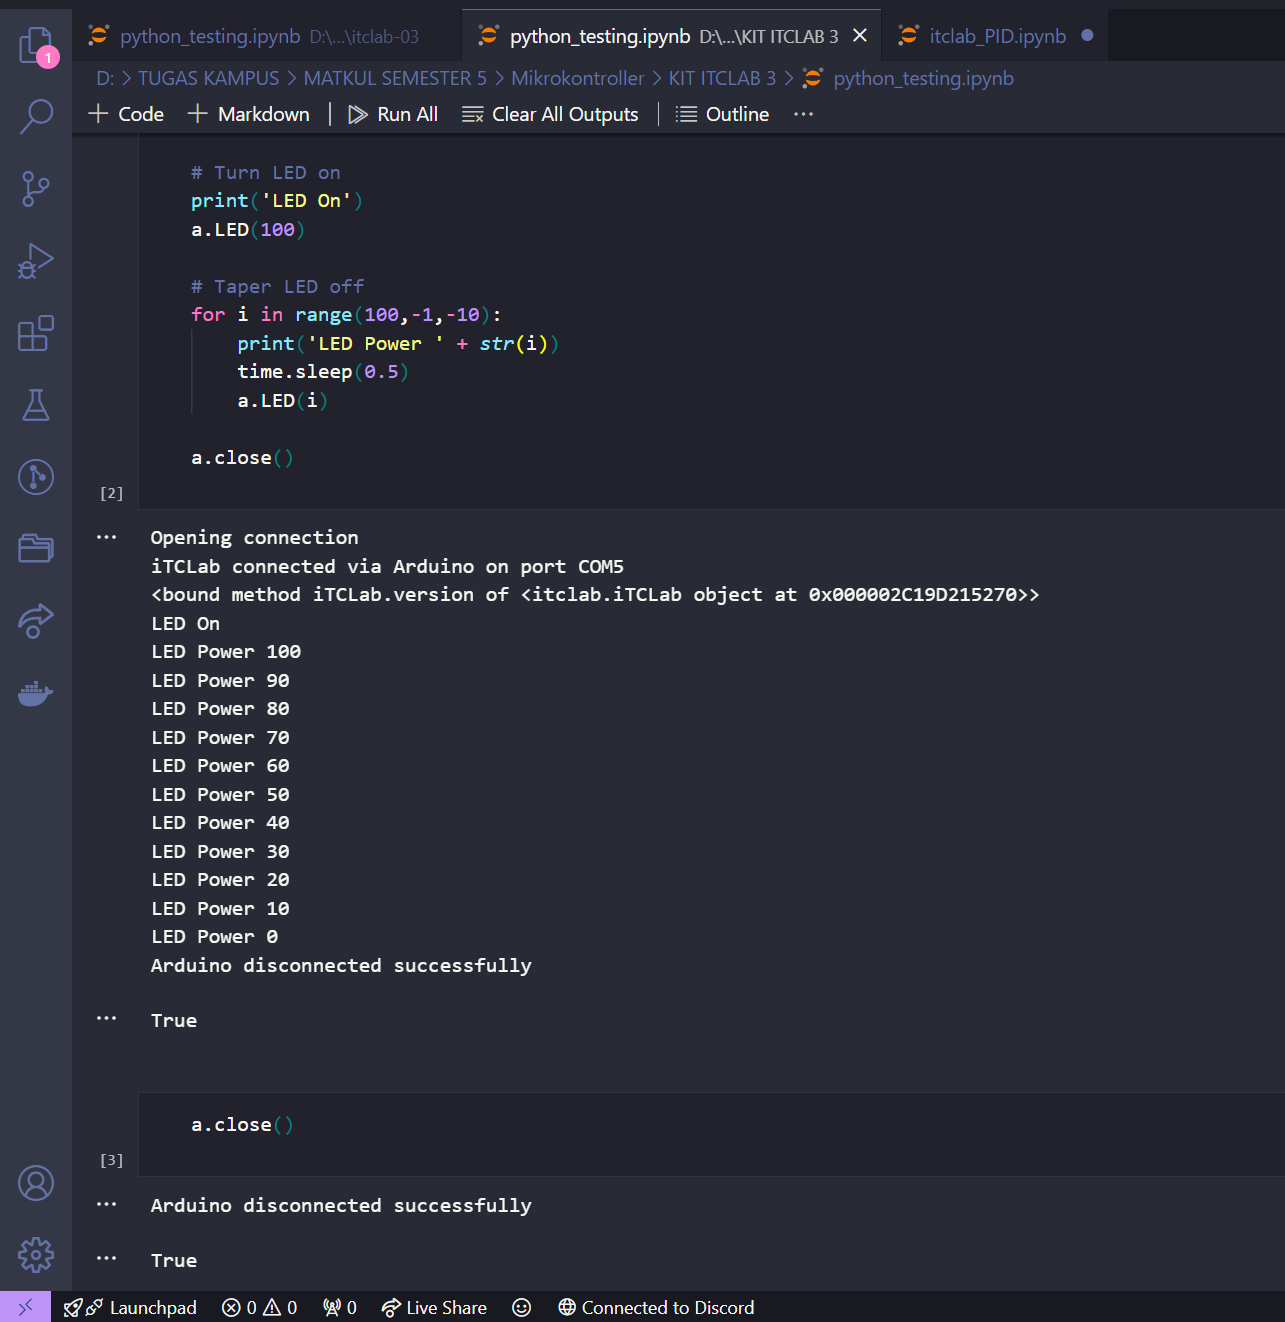 1
python_testing.ipynb D:\...\itclab-03
python_testing.ipynb D:\...\KIT ITCLAB 3
itclab_PID.ipynb
D: > TUGAS KAMPUS > MATKUL SEMESTER 5 > Mikrokontroller > KIT ITCLAB 3 > python_testing.ipynb
+ Code + Markdown | Run All Clear All Outputs | Outline ...
# Turn LED on
print('LED On')
a.LED(100)
# Taper LED off
for i in range(100,-1,-10):
    print('LED Power ' + str(i))
    time.sleep(0.5)
    a.LED(i)
a.close()
[2]
... Opening connection
iTCLab connected via Arduino on port COM5
<bound method iTCLab.version of <itclab.iTCLab object at 0x000002C19D215270>>
LED On
LED Power 100
LED Power 90
LED Power 80
LED Power 70
LED Power 60
LED Power 50
LED Power 40
LED Power 30
LED Power 20
LED Power 10
LED Power 0
Arduino disconnected successfully
... True
a.close()
[3]
... Arduino disconnected successfully
... True
Launchpad 0 0 0 Live Share Connected to Discord